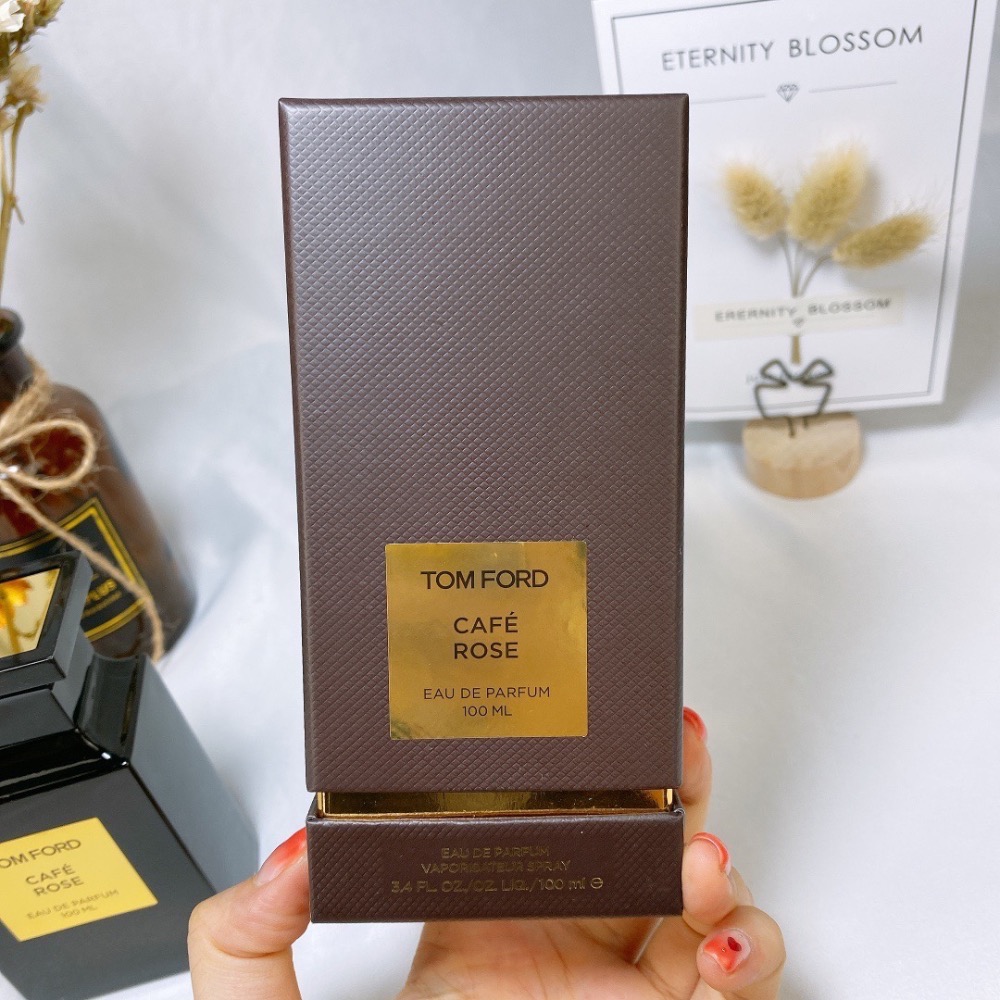 ETERNITY BLOSSOM
ERERNITY BLOSSOM
TOM FORD
CAFÉ
ROSE
EAU DE PARFUM
100 ML
EAU DE PARFUM
VAPORISATEUR SPRAY
3.4 FL. OZ./OZ. LIQ./100 ml ℮
OM FORD
CAFÉ
ROSE
EAU DE PARFUM
100 ML